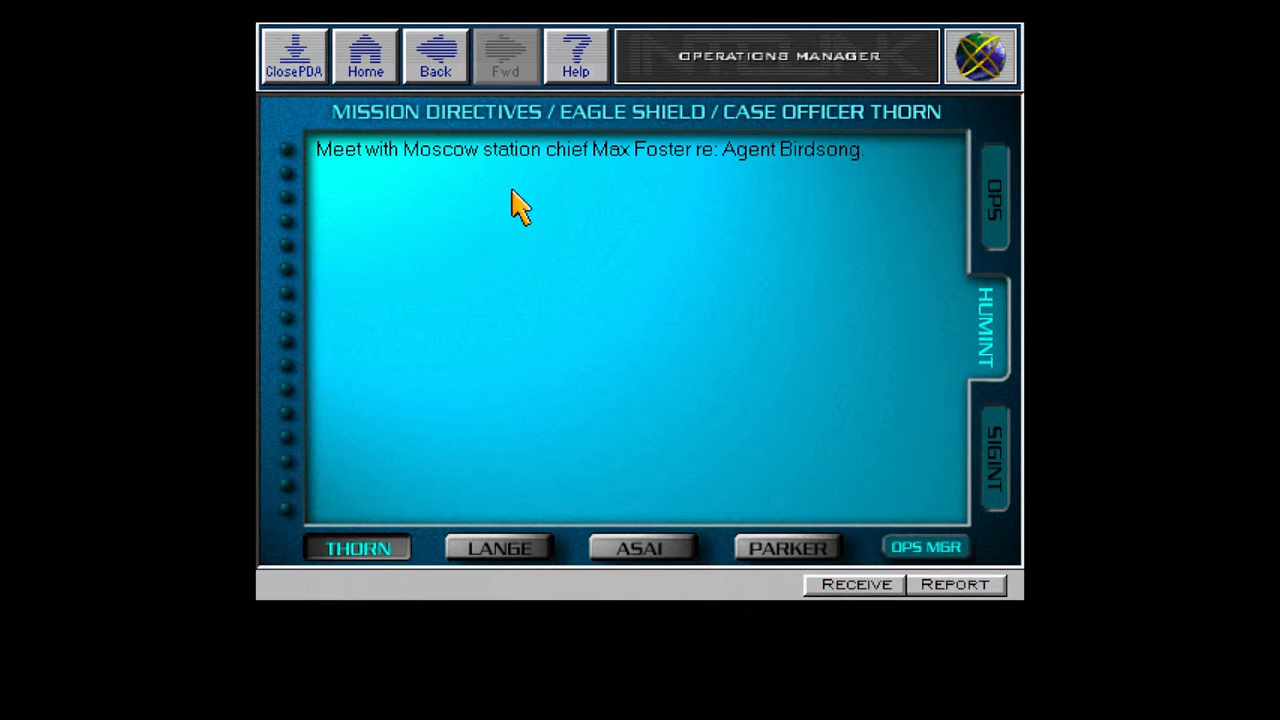 ClosePDA
Home
Back
Fwd
Help
OPERATIONS MANAGER
MISSION DIRECTIVES / EAGLE SHIELD / CASE OFFICER THORN
Meet with Moscow station chief Max Foster re: Agent Birdsong.
OPS
HUMINT
SIGINT
THORN
LANGE
ASAI
PARKER
OPS MGR
RECEIVE
REPORT